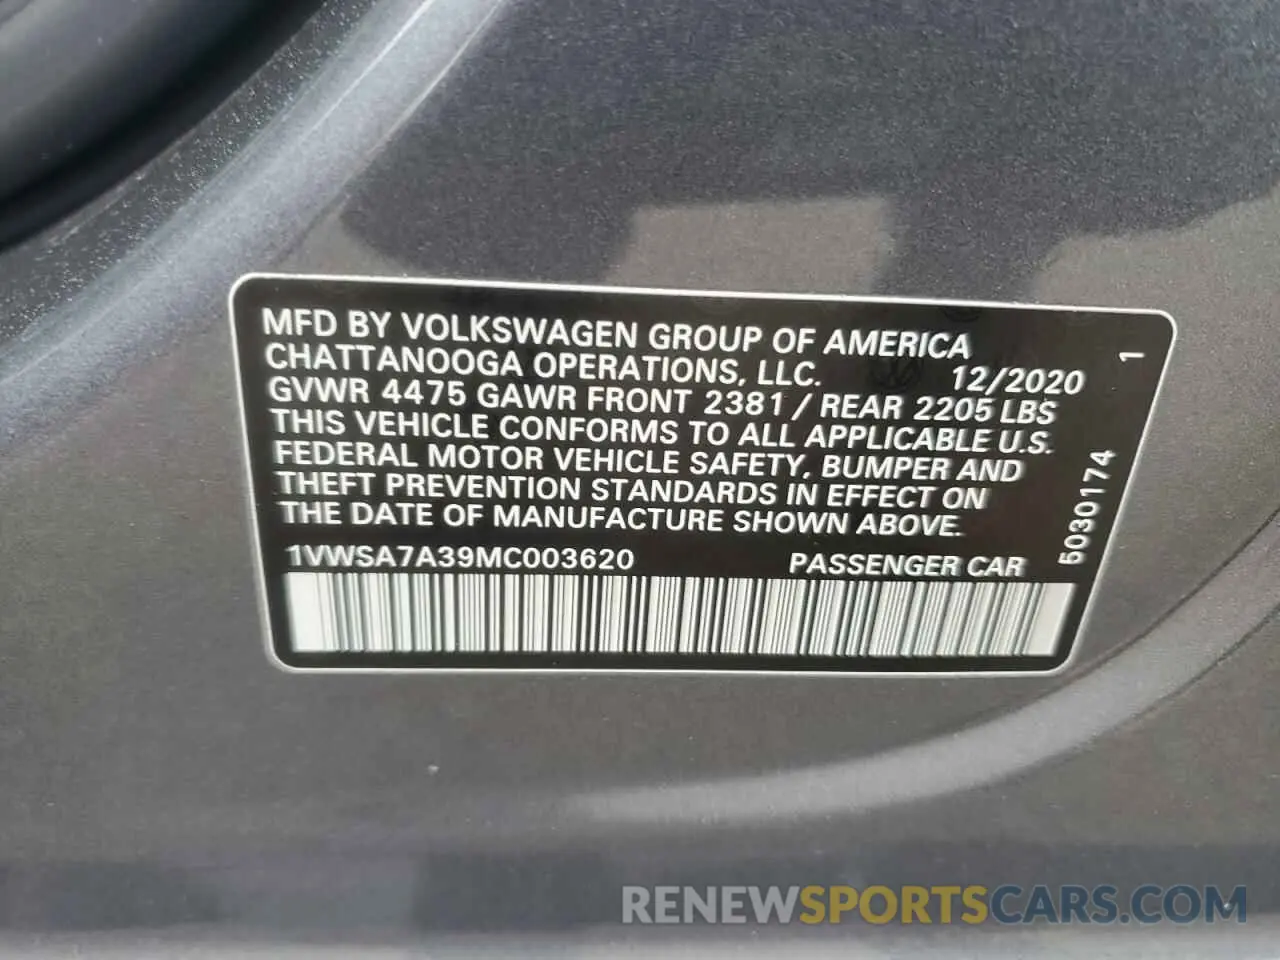 MFD BY VOLKSWAGEN GROUP OF AMERICA
CHATTANOOGA OPERATIONS, LLC. 12/2020
GVWR 4475 GAWR FRONT 2381 / REAR 2205 LBS
THIS VEHICLE CONFORMS TO ALL APPLICABLE U.S.
FEDERAL MOTOR VEHICLE SAFETY, BUMPER AND
THEFT PREVENTION STANDARDS IN EFFECT ON
THE DATE OF MANUFACTURE SHOWN ABOVE.
1VWSA7A39MC003620 PASSENGER CAR
5030174 1
RENEWSPORTSCARS.COM